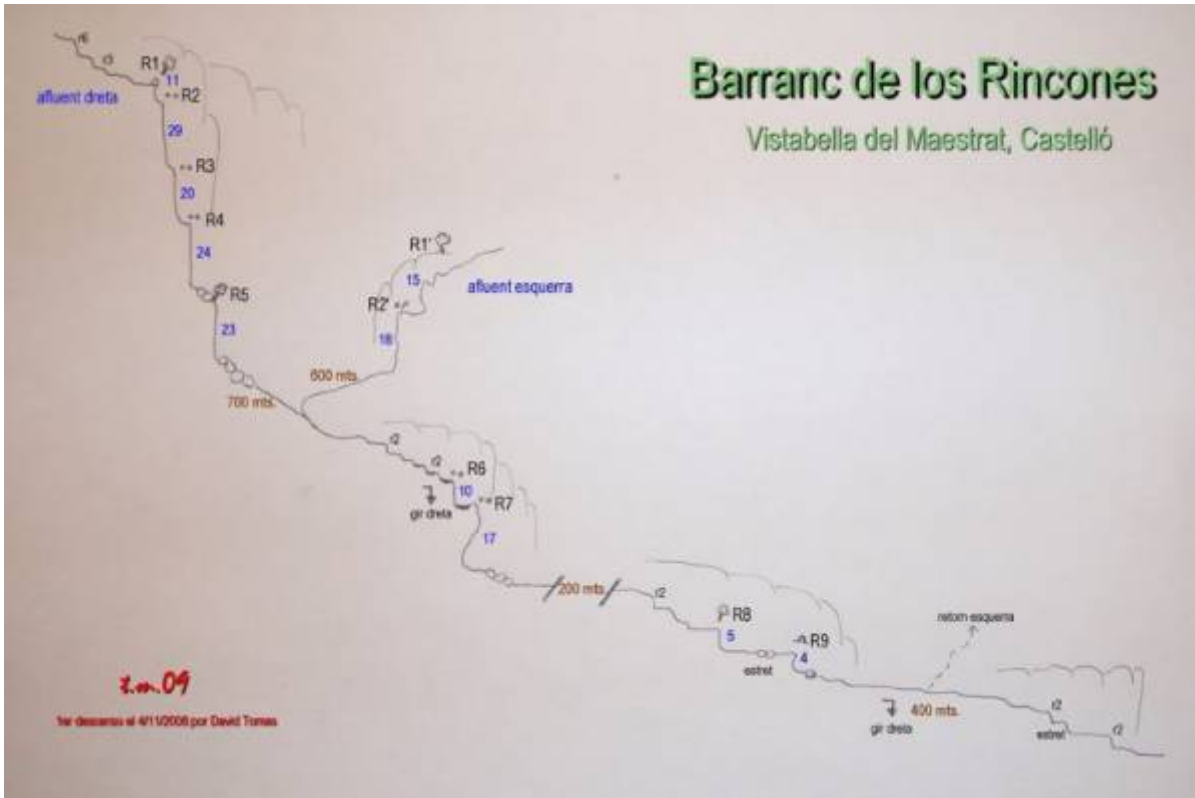 Barranc de los Rincones
Vistabella del Maestrat, Castelló
r6
r3
R1
11
afluent dreta
R2
29
R3
20
R4
24
R5
23
700 mts.
R1'
15
afluent esquerra
R2'
18
600 mts.
r2
r2
R6
10
gir dreta
R7
17
200 mts.
r2
R8
5
estret
R9
4
retorn esquerra
gir dreta
400 mts.
r2
estret
r2
z.m.09
1er descenso el 4/11/2008 por David Tomas